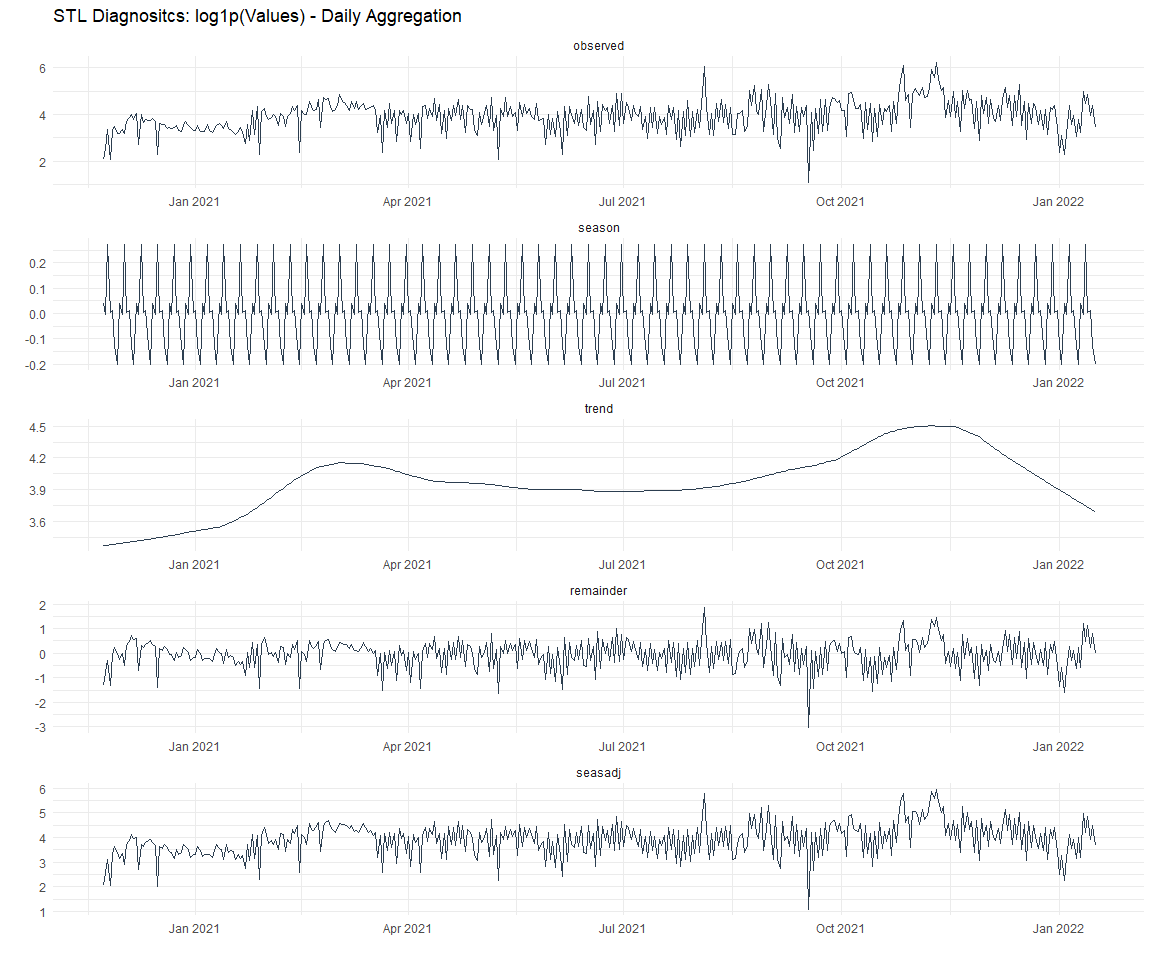 STL Diagnositcs: log1p(Values) - Daily Aggregation
observed
6
4
2
Jan 2021 Apr 2021 Jul 2021 Oct 2021 Jan 2022
season
0.2
0.1
0.0
-0.1
-0.2
Jan 2021 Apr 2021 Jul 2021 Oct 2021 Jan 2022
trend
4.5
4.2
3.9
3.6
Jan 2021 Apr 2021 Jul 2021 Oct 2021 Jan 2022
remainder
2
1
0
-1
-2
-3
Jan 2021 Apr 2021 Jul 2021 Oct 2021 Jan 2022
seasadj
6
5
4
3
2
1
Jan 2021 Apr 2021 Jul 2021 Oct 2021 Jan 2022